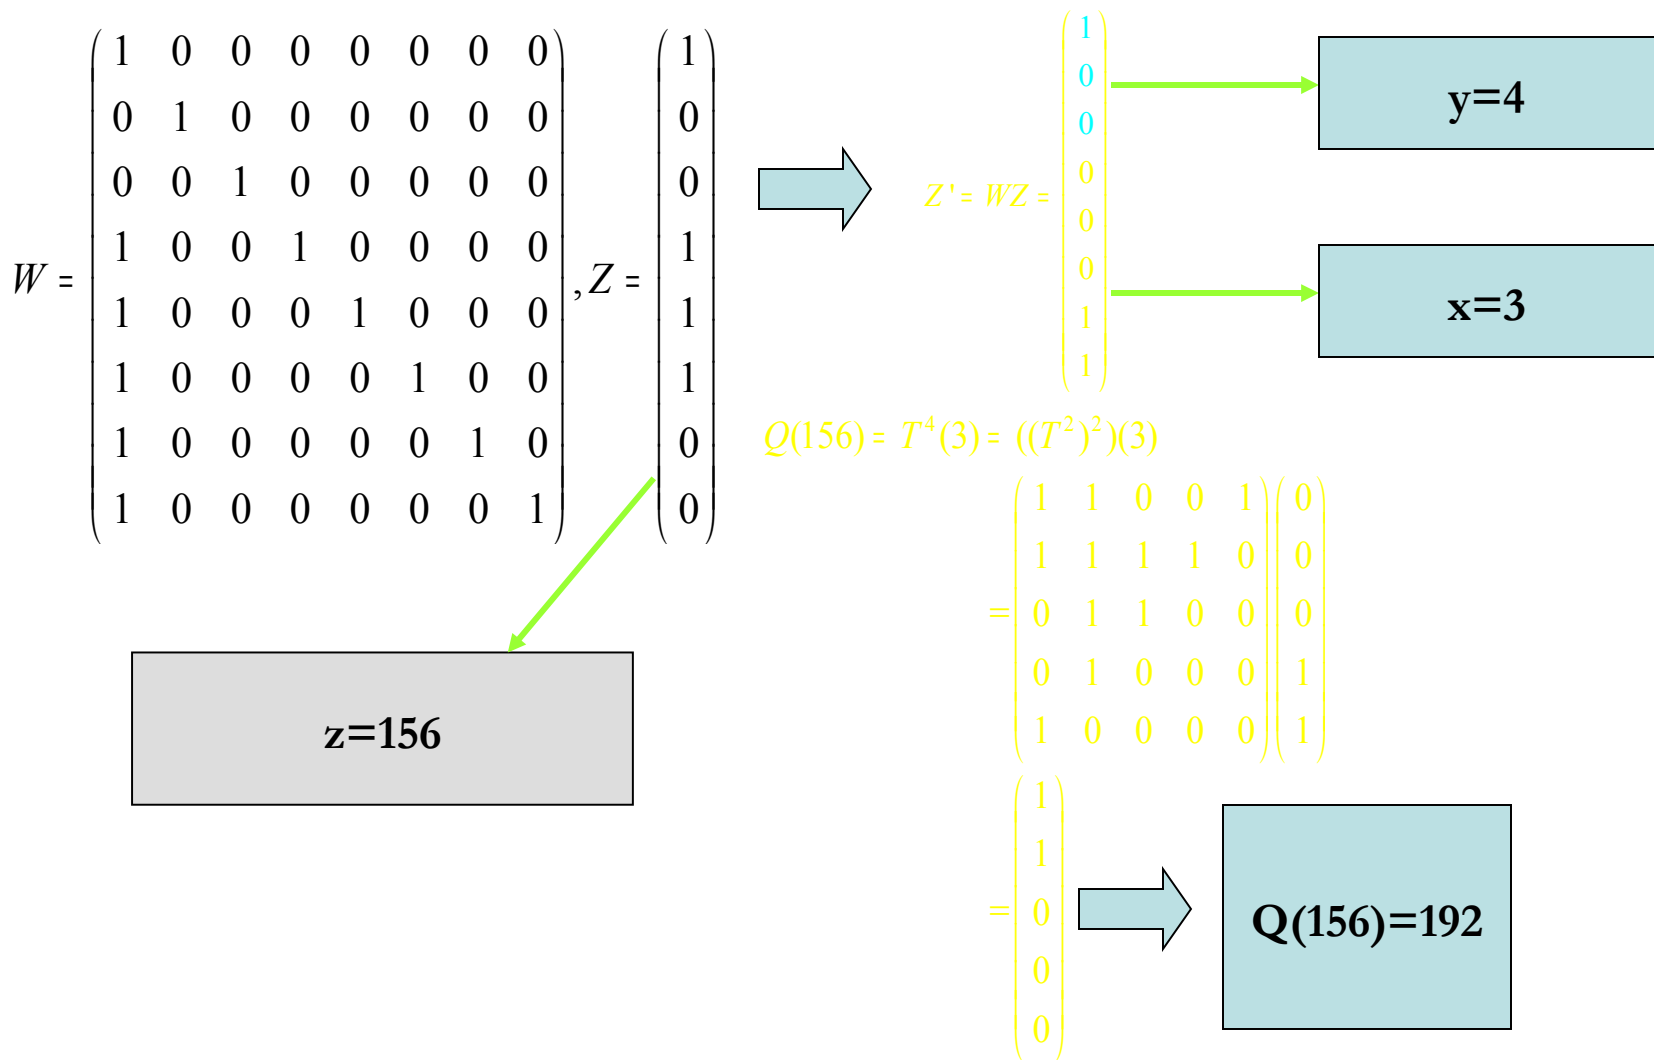 W = ( 1 0 0 0 0 0 0 0
0 1 0 0 0 0 0 0
0 0 1 0 0 0 0 0
1 0 0 1 0 0 0 0
1 0 0 0 1 0 0 0
1 0 0 0 0 1 0 0
1 0 0 0 0 0 1 0
1 0 0 0 0 0 0 1 )
, Z = ( 1
0
0
1
1
1
0
0 )
z=156
Z ' = WZ = ( 1
0
0
0
0
0
1
1 )
y=4
x=3
Q(156) = T^4(3) = ((T^2)^2)(3)
= ( 1 1 0 0 1 ) ( 0
1 1 1 1 0 0
0 1 1 0 0 0
0 1 0 0 0 1
1 0 0 0 0 ) 1 )
= ( 1
1
0
0
0 )
Q(156)=192